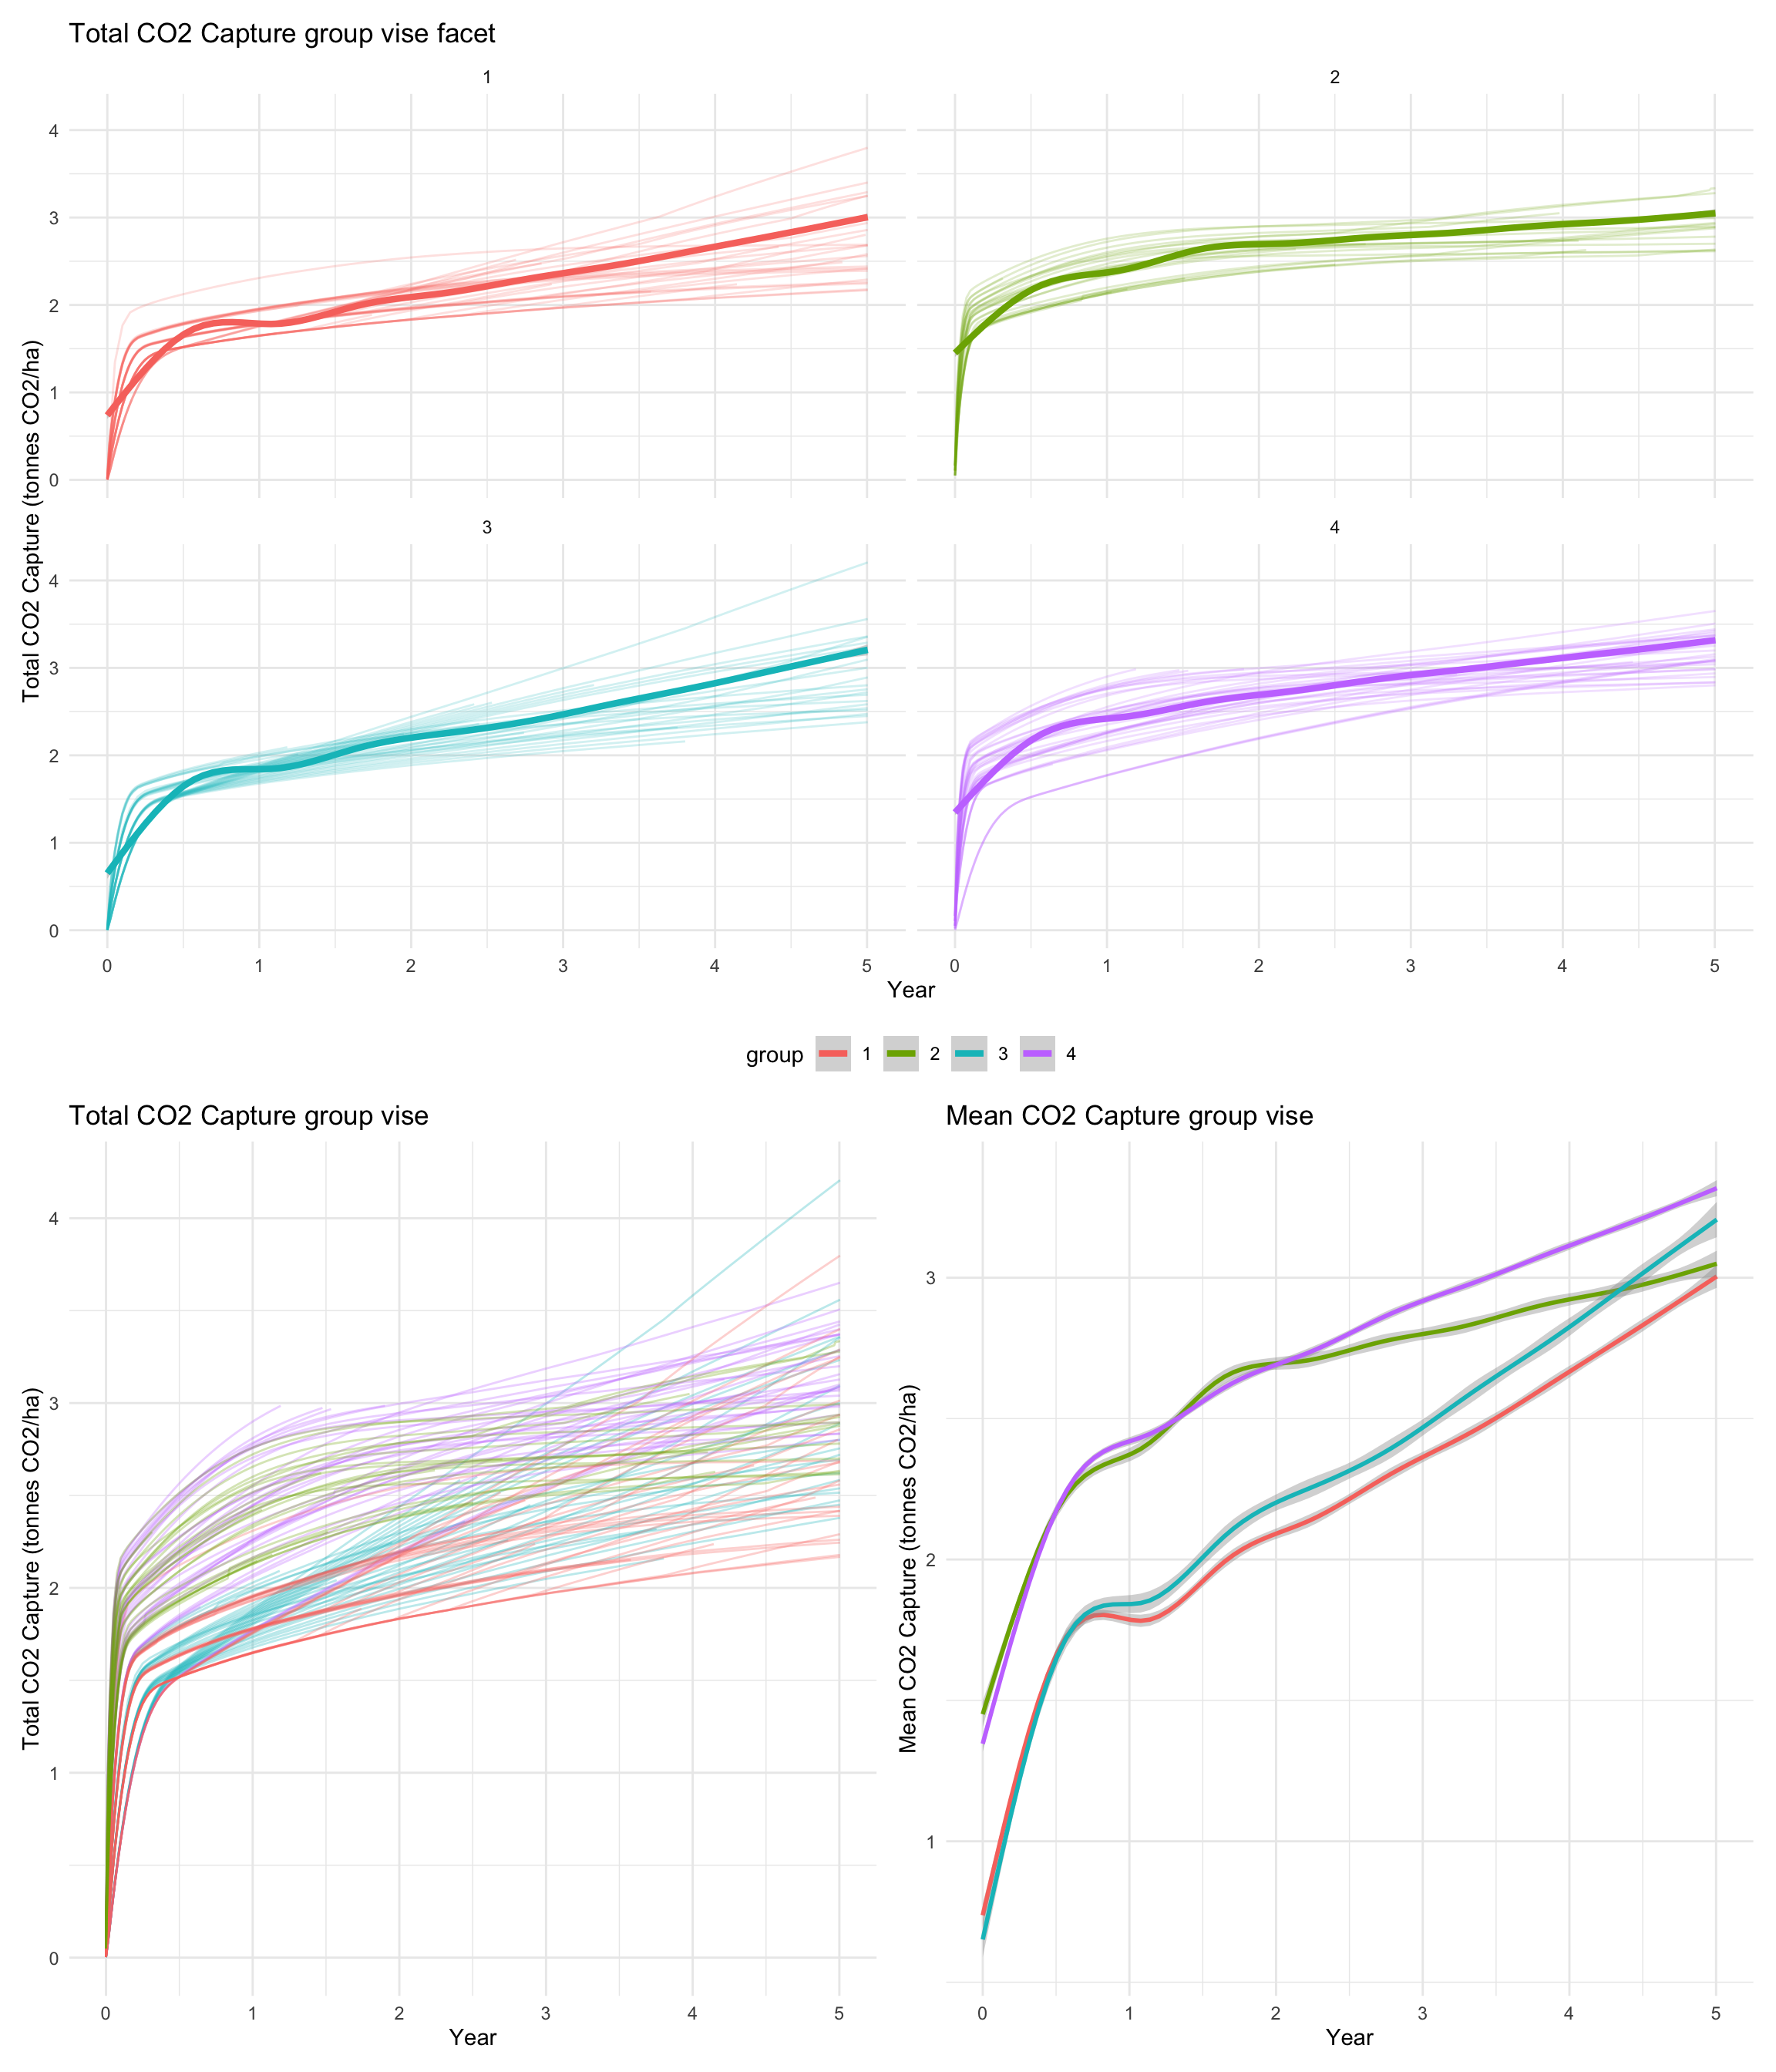 Total CO2 Capture group vise facet
1
2
4
3
2
1
0
3
4
4
3
2
1
0
Total CO2 Capture (tonnes CO2/ha)
0 1 2 3 4 5
0 1 2 3 4 5
Year
group 1 2 3 4
Total CO2 Capture group vise
4
3
2
1
0
Total CO2 Capture (tonnes CO2/ha)
0 1 2 3 4 5
Year
Mean CO2 Capture group vise
3
2
1
Mean CO2 Capture (tonnes CO2/ha)
0 1 2 3 4 5
Year